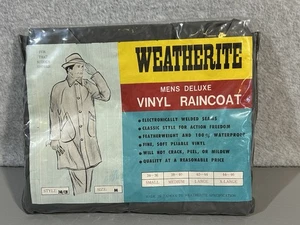 WEATHERITE
MENS DELUXE
VINYL RAINCOAT
• ELECTRONICALLY WELDED SEAMS
• CLASSIC STYLE FOR ACTION FREEDOM
• FEATHERWEIGHT AND 100% WATERPROOF
• FINE, SOFT PLIABLE VINYL
• WILL NOT CRACK, PEEL, OR MILDEW
• QUALITY AT A REASONABLE PRICE
SMALL MEDIUM LARGE X-LARGE
STYLE SIZE M